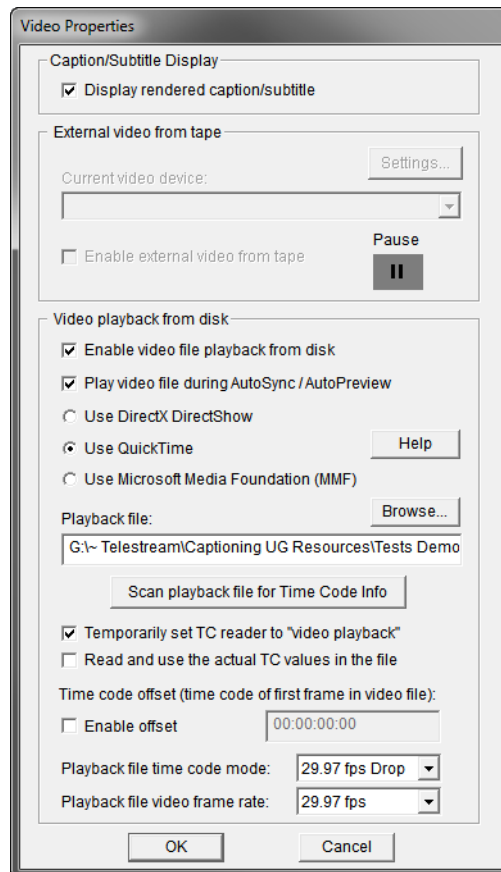 Video Properties
Caption/Subtitle Display
Display rendered caption/subtitle
External video from tape
Settings...
Current video device:
Enable external video from tape
Pause
Video playback from disk
Enable video file playback from disk
Play video file during AutoSync / AutoPreview
Use DirectX DirectShow
Use QuickTime
Help
Use Microsoft Media Foundation (MMF)
Browse...
Playback file:
G:\~ Telestream\Captioning UG Resources\Tests Demo
Scan playback file for Time Code Info
Temporarily set TC reader to "video playback"
Read and use the actual TC values in the file
Time code offset (time code of first frame in video file):
Enable offset 00:00:00:00
Playback file time code mode: 29.97 fps Drop
Playback file video frame rate: 29.97 fps
OK Cancel